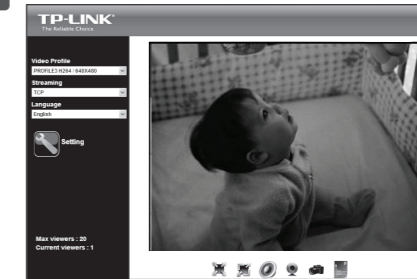 TP-LINK®
The Reliable Choice
Video Profile
PROFILE3 H264 / 640X480
Streaming
TCP
Language
English
Setting
Max viewers : 20
Current viewers : 1